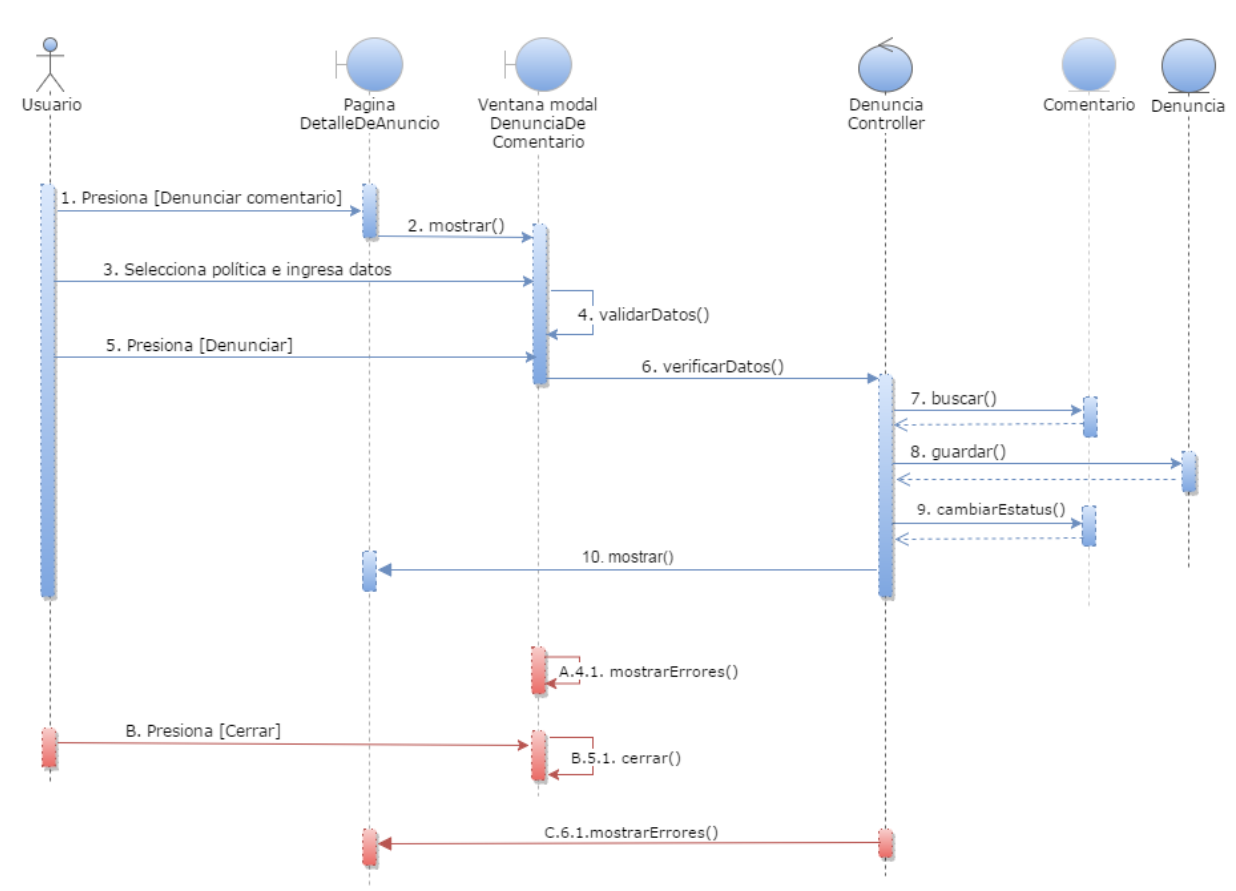 Usuario
Pagina
DetalleDeAnuncio
Ventana modal
DenunciaDe
Comentario
Denuncia
Controller
Comentario
Denuncia
1. Presiona [Denunciar comentario]
2. mostrar()
3. Selecciona política e ingresa datos
4. validarDatos()
5. Presiona [Denunciar]
6. verificarDatos()
7. buscar()
8. guardar()
9. cambiarEstatus()
10. mostrar()
A.4.1. mostrarErrores()
B. Presiona [Cerrar]
B.5.1. cerrar()
C.6.1.mostrarErrores()